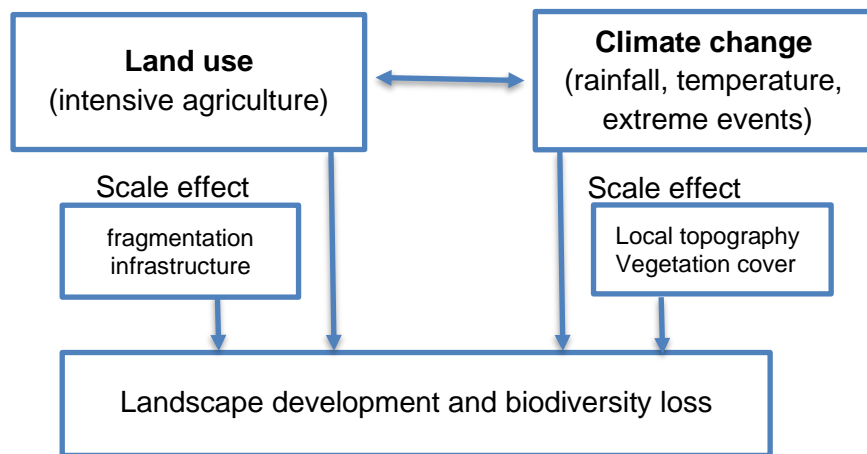 Land use
(intensive agriculture)
Climate change
(rainfall, temperature,
extreme events)
Scale effect
fragmentation
infrastructure
Scale effect
Local topography
Vegetation cover
Landscape development and biodiversity loss